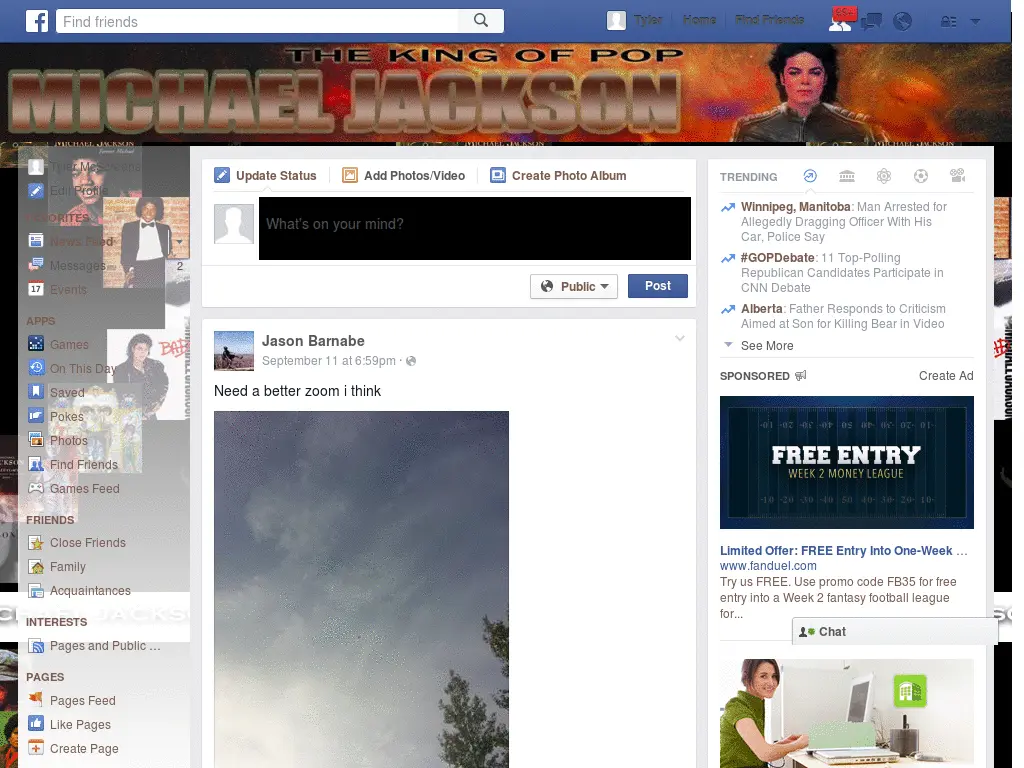 Find friends
Tyler
Home
Find Friends
THE KING OF POP
MICHAEL JACKSON
Edit Profile
FAVORITES
News Feed
Messages
2
Events
17
APPS
Games
On This Day
Saved
Pokes
Photos
Find Friends
Games Feed
FRIENDS
Close Friends
Family
Acquaintances
INTERESTS
Pages and Public ...
PAGES
Pages Feed
Like Pages
Create Page
BAD
Update Status
Add Photos/Video
Create Photo Album
What's on your mind?
Public
Post
Jason Barnabe
September 11 at 6:59pm ·
Need a better zoom i think
TRENDING
Winnipeg, Manitoba: Man Arrested for
Allegedly Dragging Officer With His
Car, Police Say
#GOPDebate: 11 Top-Polling
Republican Candidates Participate in
CNN Debate
Alberta: Father Responds to Criticism
Aimed at Son for Killing Bear in Video
See More
SPONSORED
Create Ad
FREE ENTRY
WEEK 2 MONEY LEAGUE
Limited Offer: FREE Entry Into One-Week ...
www.fanduel.com
Try us FREE. Use promo code FB35 for free
entry into a Week 2 fantasy football league
for...
Chat